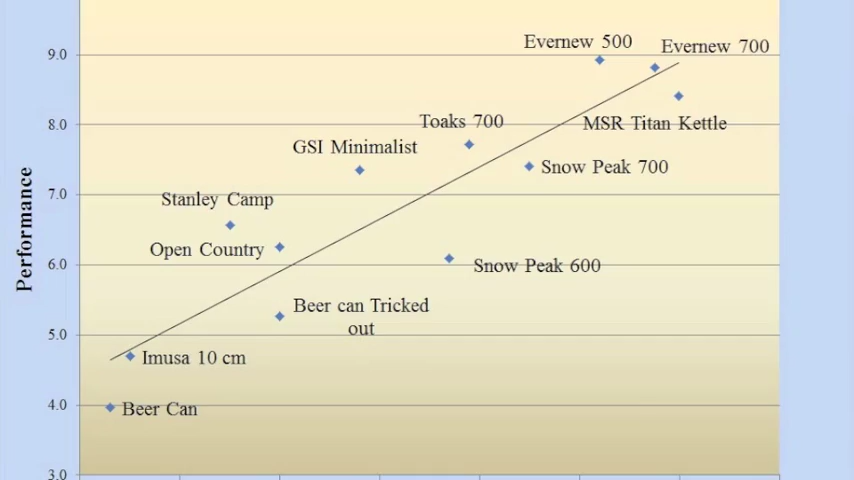 Evernew 500
Evernew 700
9.0
Toaks 700
MSR Titan Kettle
8.0
GSI Minimalist
Snow Peak 700
7.0
Stanley Camp
Open Country
Snow Peak 600
6.0
Performance
Beer can Tricked
out
5.0
Imusa 10 cm
4.0
Beer Can
3.0